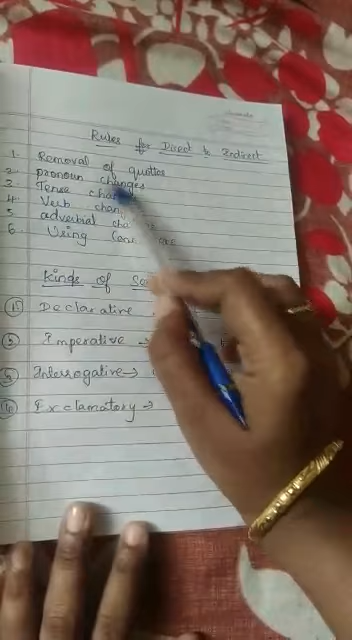 Rules for Direct to Indirect
1. Removal of quotes
2. pronoun changes
3 Tense
4. Verb
5 adverbial
6. Using
Kinds of
① Declarative
② Imperative →
③ Interrogative →
④ Exclamatory →